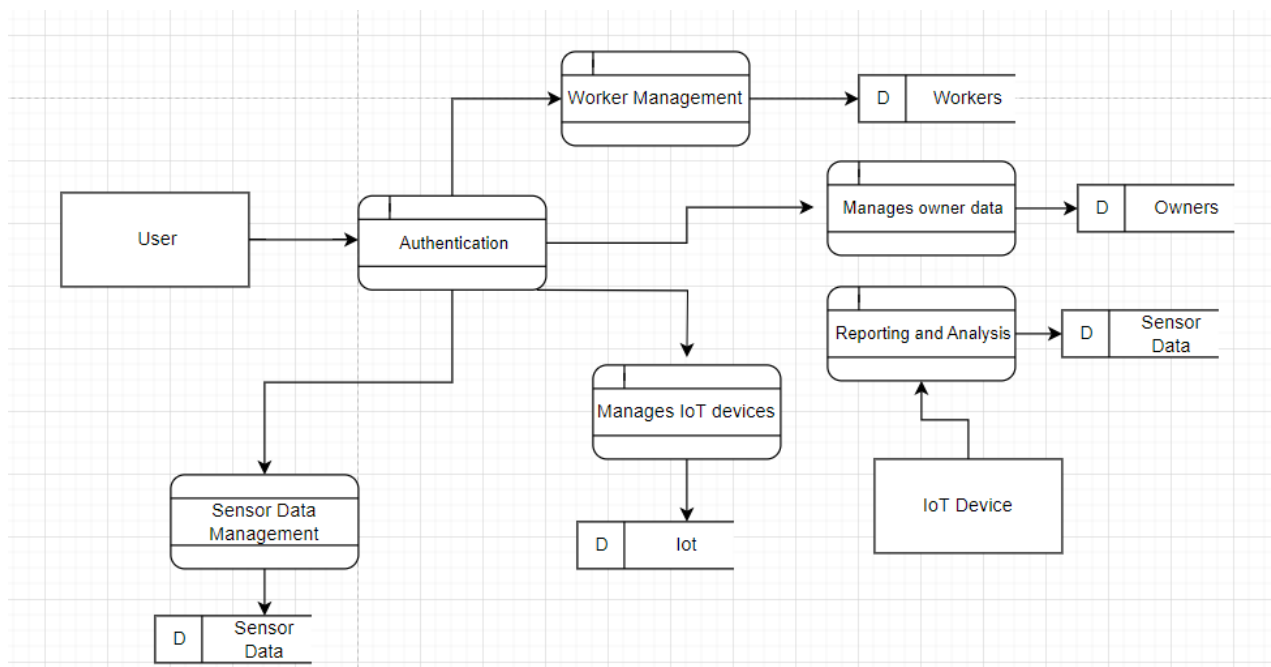 Worker Management
D
Workers
Manages owner data
D
Owners
User
Authentication
Reporting and Analysis
D
Sensor
Data
Manages IoT devices
IoT Device
Sensor Data
Management
D
Iot
D
Sensor
Data